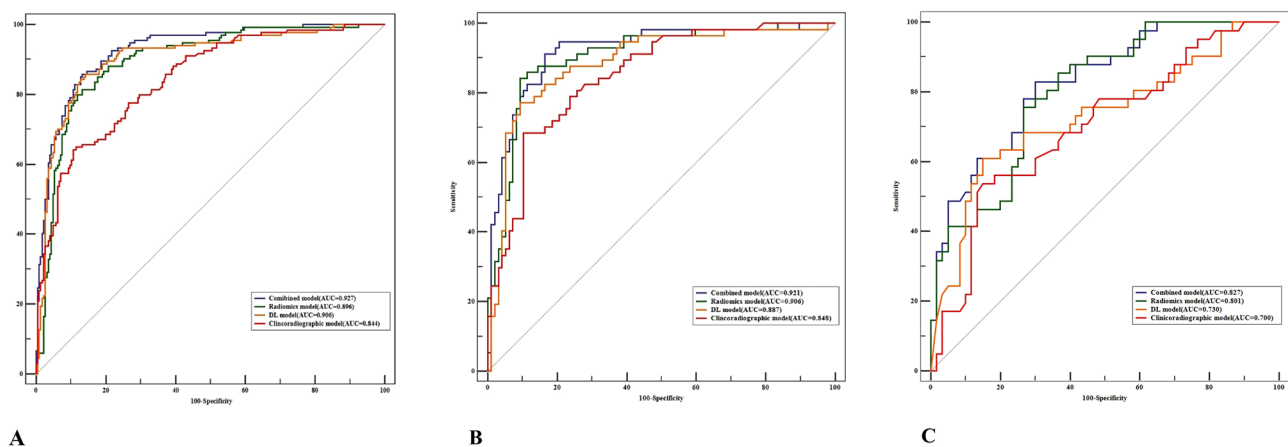 100
80
60
40
20
0
0
20
40
60
80
100
100-Specificity
Combined model(AUC=0.927)
Radiomics model(AUC=0.896)
DL model(AUC=0.906)
Clincoradiographic model(AUC=0.844)
A
Sensitivity
100
80
60
40
20
0
0
20
40
60
80
100
100-Specificity
Combined model(AUC=0.921)
Radiomics model(AUC=0.906)
DL model(AUC=0.887)
Clincoradiographic model(AUC=0.848)
B
Sensitivity
100
80
60
40
20
0
0
20
40
60
80
100
100-Specificity
Combined model(AUC=0.827)
Radiomics model(AUC=0.801)
DL model(AUC=0.730)
Clinicoradiographic model(AUC=0.700)
C